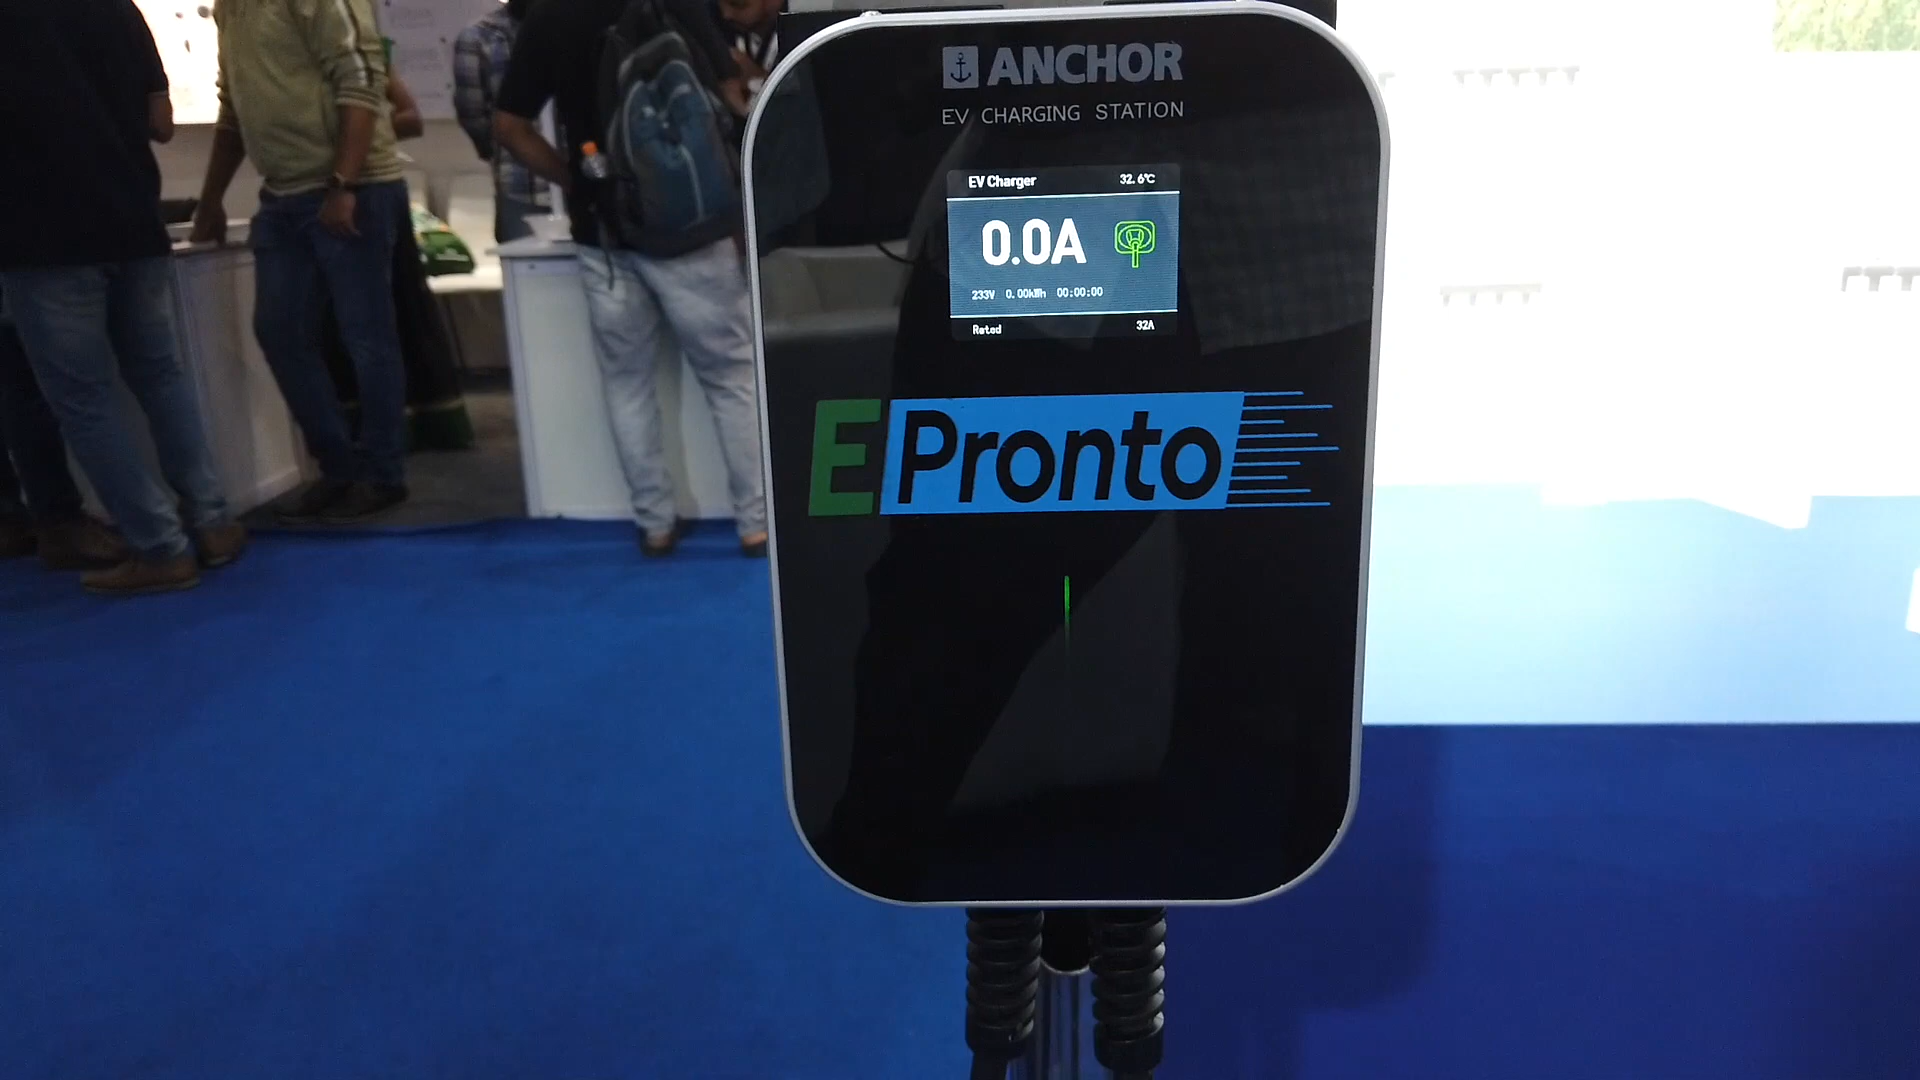 ANCHOR
EV CHARGING STATION
EV Charger 32.6℃
0.0A
233V 0.00kWh 00:00:00
Rated 32A
EPronto